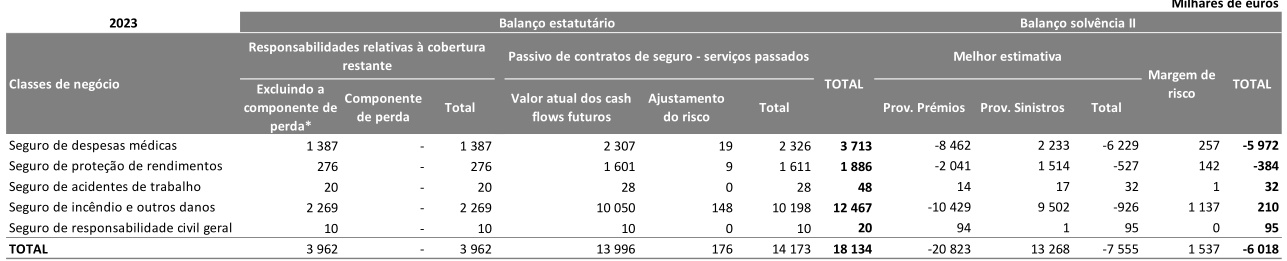 Milhares de euros
2023 Balanço estatutário Balanço solvência II
Responsabilidades relativas à cobertura restante Passivo de contratos de seguro - serviços passados Melhor estimativa
Classes de negócio TOTAL Margem de risco TOTAL
Excluindo a componente de perda* Componente de perda Total Valor atual dos cash flows futuros Ajustamento do risco Total Prov. Prémios Prov. Sinistros Total
Seguro de despesas médicas 1 387 - 1 387 2 307 19 2 326 3 713 -8 462 2 233 -6 229 257 -5 972
Seguro de proteção de rendimentos 276 - 276 1 601 9 1 611 1 886 -2 041 1 514 -527 142 -384
Seguro de acidentes de trabalho 20 - 20 28 0 28 48 14 17 32 1 32
Seguro de incêndio e outros danos 2 269 - 2 269 10 050 148 10 198 12 467 -10 429 9 502 -926 1 137 210
Seguro de responsabilidade civil geral 10 - 10 10 0 10 20 94 1 95 0 95
TOTAL 3 962 - 3 962 13 996 176 14 173 18 134 -20 823 13 268 -7 555 1 537 -6 018